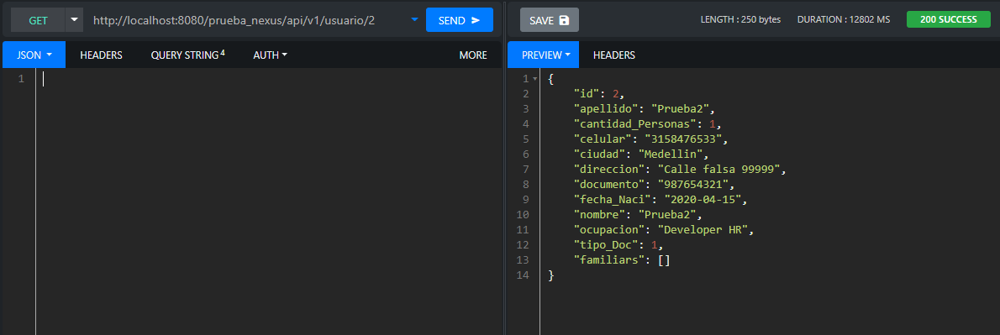 GET http://localhost:8080/prueba_nexus/api/v1/usuario/2 SEND
JSON HEADERS QUERY STRING 4 AUTH MORE
1
SAVE LENGTH : 250 bytes DURATION : 12802 MS 200 SUCCESS
PREVIEW HEADERS
1 {
2 "id": 2,
3 "apellido": "Prueba2",
4 "cantidad_Personas": 1,
5 "celular": "3158476533",
6 "ciudad": "Medellin",
7 "direccion": "Calle falsa 99999",
8 "documento": "987654321",
9 "fecha_Naci": "2020-04-15",
10 "nombre": "Prueba2",
11 "ocupacion": "Developer HR",
12 "tipo_Doc": 1,
13 "familiars": []
14 }